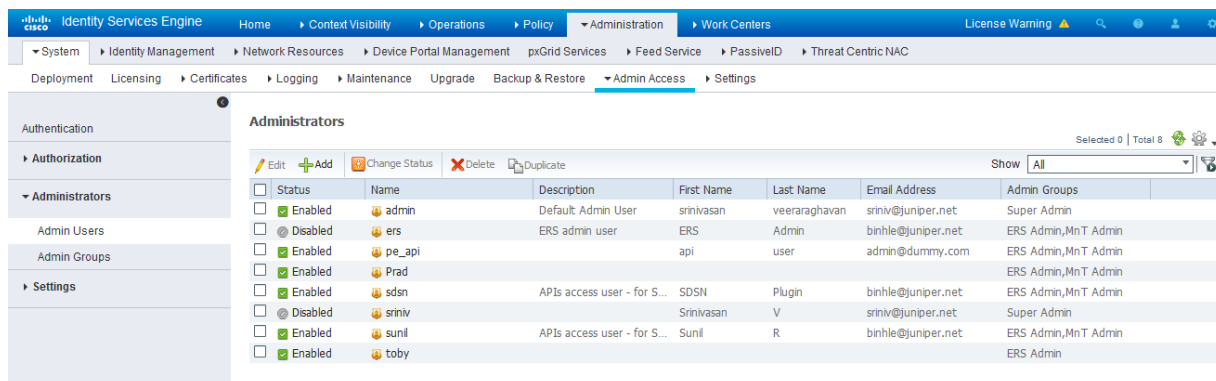 CISCO Identity Services Engine Home Context Visibility Operations Policy Administration Work Centers License Warning
System Identity Management Network Resources Device Portal Management pxGrid Services Feed Service PassiveID Threat Centric NAC
Deployment Licensing Certificates Logging Maintenance Upgrade Backup & Restore Admin Access Settings
Authentication
Authorization
Administrators
Admin Users
Admin Groups
Settings
Administrators
Selected 0 | Total 8
Edit Add Change Status Delete Duplicate Show All
Status Name Description First Name Last Name Email Address Admin Groups
Enabled admin Default Admin User srinivasan veeraraghavan sriniv@juniper.net Super Admin
Disabled ers ERS admin user ERS Admin binhle@juniper.net ERS Admin,MnT Admin
Enabled pe_api api user admin@dummy.com ERS Admin,MnT Admin
Enabled Prad ERS Admin,MnT Admin
Enabled sdsn APIs access user - for S... SDSN Plugin binhle@juniper.net ERS Admin,MnT Admin
Disabled sriniv Srinivasan V sriniv@juniper.net Super Admin
Enabled sunil APIs access user - for S... Sunil R binhle@juniper.net ERS Admin,MnT Admin
Enabled toby ERS Admin